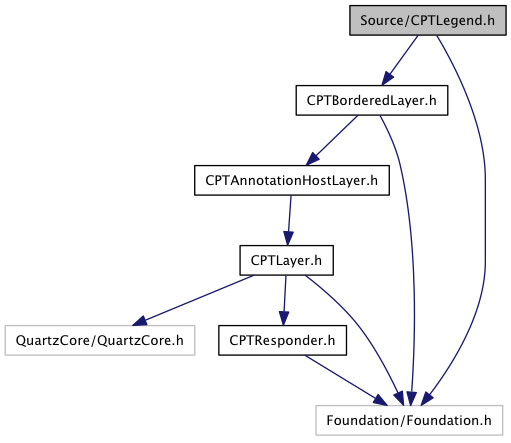 Source/CPTLegend.h
CPTBorderedLayer.h
CPTAnnotationHostLayer.h
CPTLayer.h
QuartzCore/QuartzCore.h
CPTResponder.h
Foundation/Foundation.h